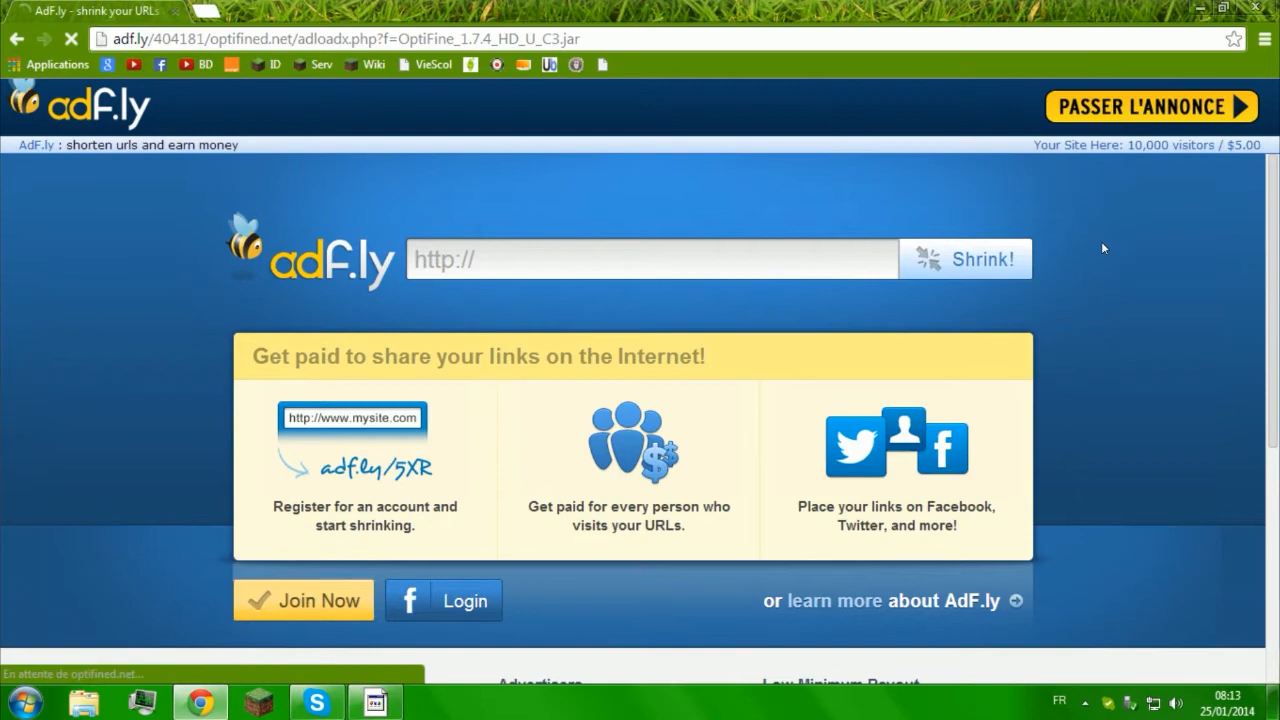 AdF.ly - shrink your URLs
adf.ly/404181/optifined.net/adloadx.php?f=OptiFine_1.7.4_HD_U_C3.jar
Applications BD ID Serv Wiki VieScol
adf.ly
PASSER L'ANNONCE
AdF.ly : shorten urls and earn money
Your Site Here: 10,000 visitors / $5.00
adf.ly
http://
Shrink!
Get paid to share your links on the Internet!
http://www.mysite.com
adf.ly/5XR
Register for an account and
start shrinking.
Get paid for every person who
visits your URLs.
Place your links on Facebook,
Twitter, and more!
Join Now
Login
or learn more about AdF.ly
En attente de optifined.net...
Advertisers
Low Minimum Payout
FR
08:13
25/01/2014